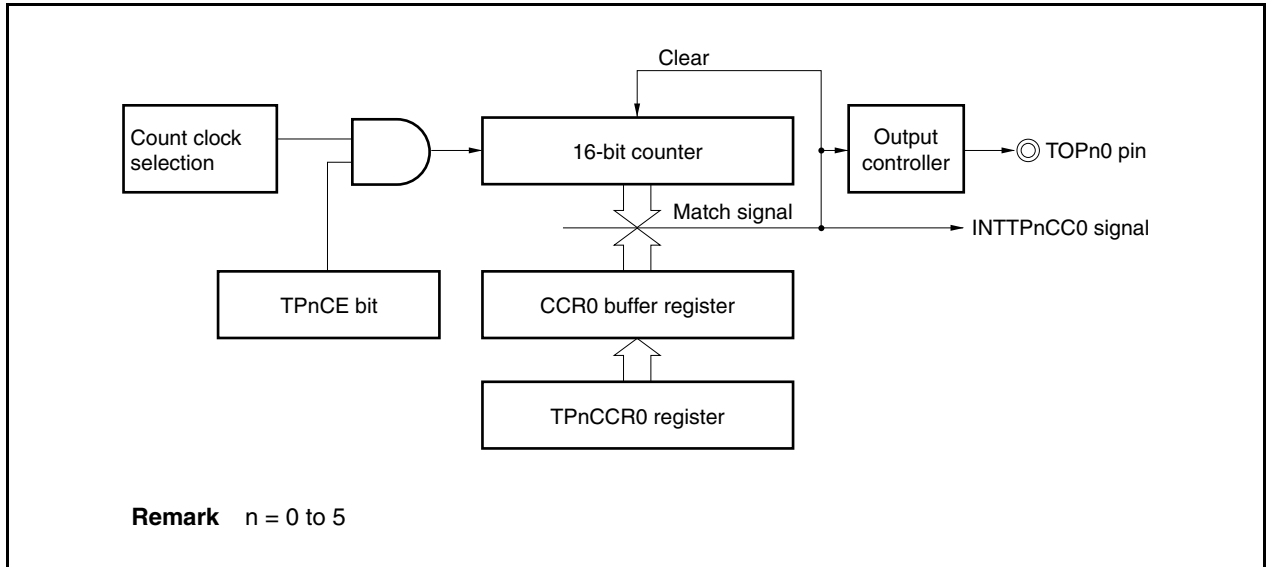 Clear
Count clock
selection
16-bit counter
Output
controller
TOPn0 pin
Match signal
INTTPnCC0 signal
TPnCE bit
CCR0 buffer register
TPnCCR0 register
Remark n = 0 to 5